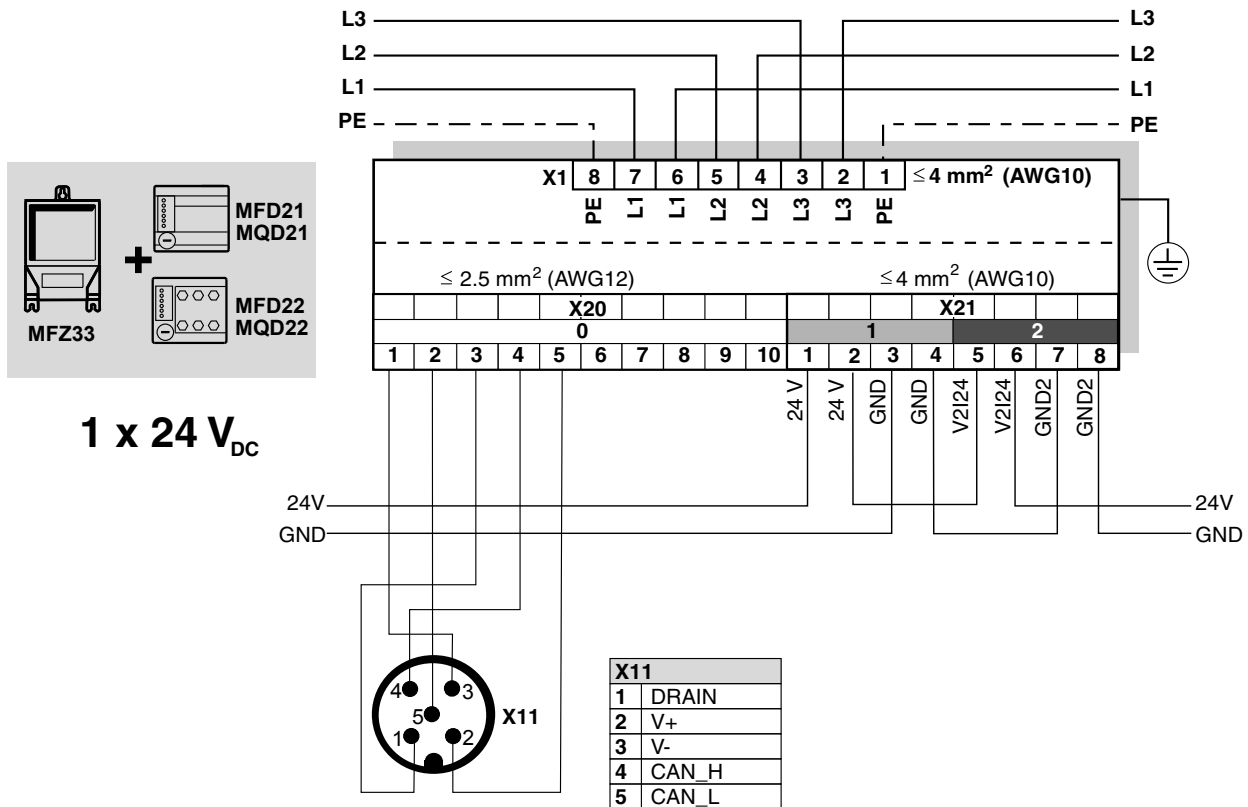 L3 L3
L2 L2
L1 L1
PE PE
X1 8 7 6 5 4 3 2 1 ≤ 4 mm² (AWG10)
PE L1 L1 L2 L2 L3 L3 PE
MFD21
MQD21
MFD22
MQD22
MFZ33
≤ 2.5 mm² (AWG12) ≤ 4 mm² (AWG10)
X20 X21
0 1 2
1 2 3 4 5 6 7 8 9 10 1 2 3 4 5 6 7 8
24 V 24 V GND GND V2I24 V2I24 GND2 GND2
1 x 24 VDC
24V 24V
GND GND
4 3
5 X11
1 2
X11
1 DRAIN
2 V+
3 V-
4 CAN_H
5 CAN_L